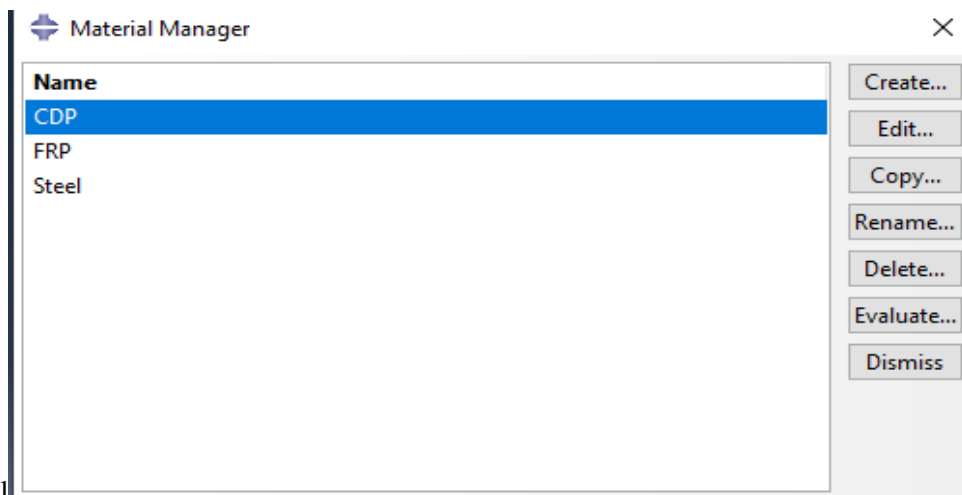 Material Manager
Name
CDP
FRP
Steel
Create...
Edit...
Copy...
Rename...
Delete...
Evaluate...
Dismiss